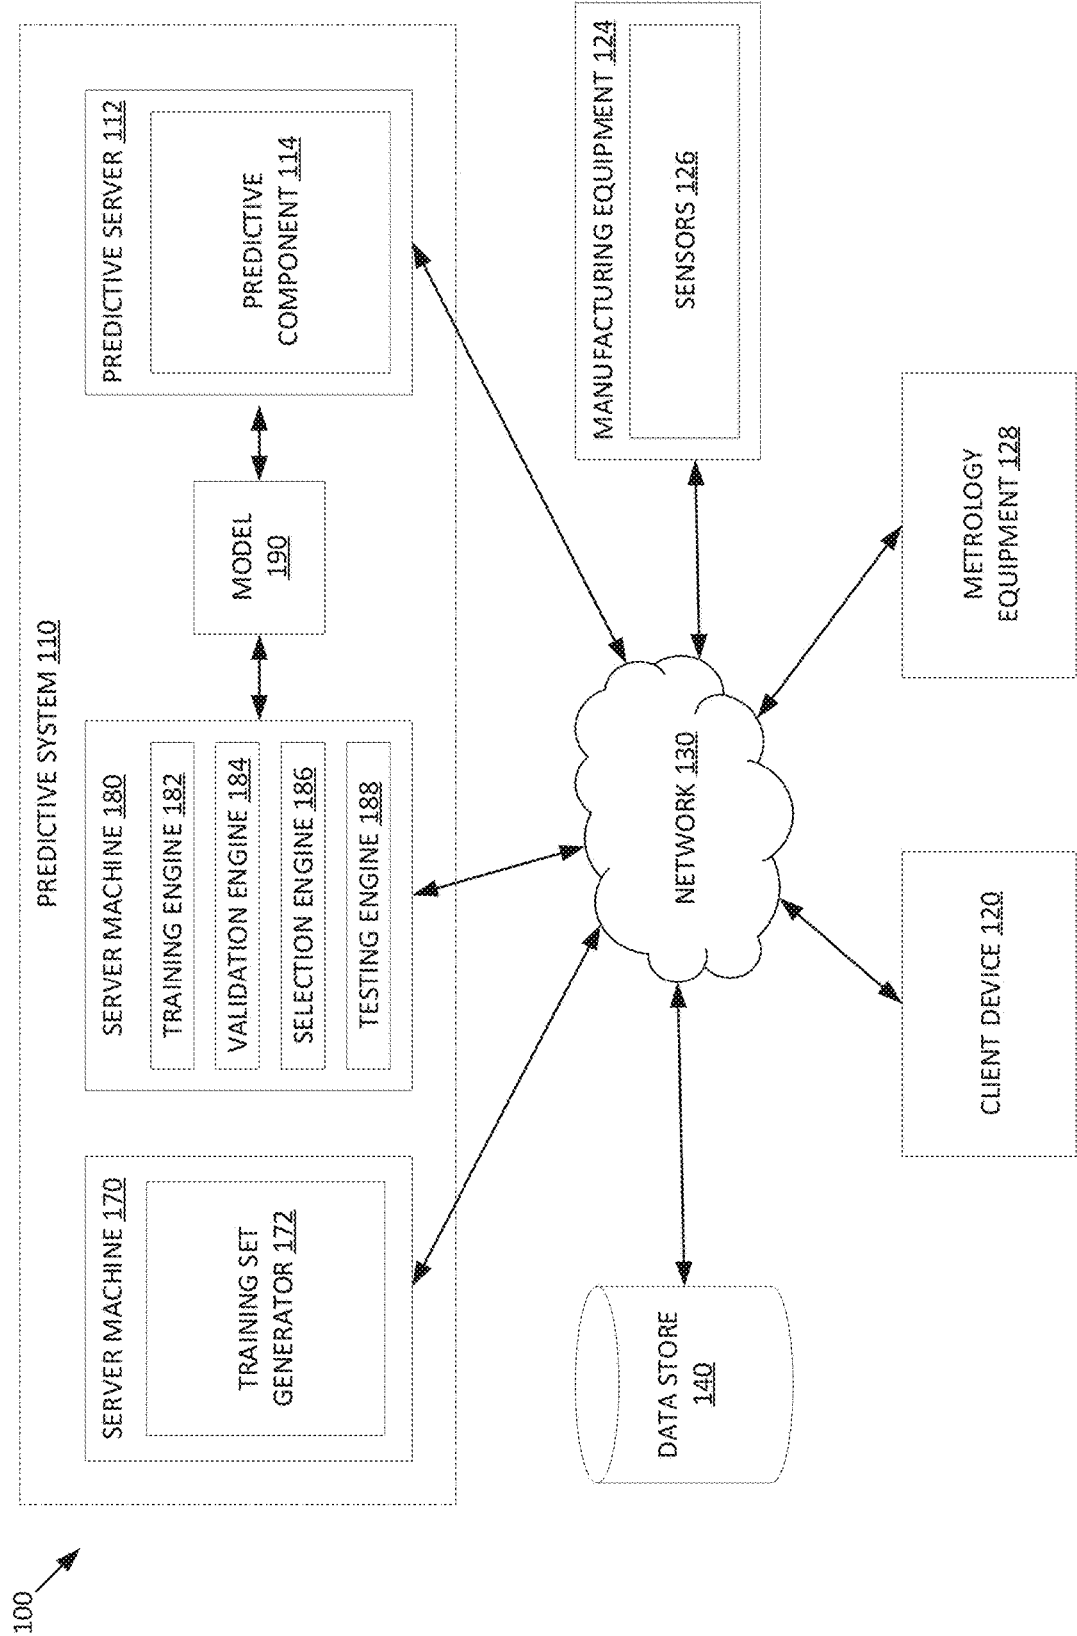 100
PREDICTIVE SYSTEM 110
SERVER MACHINE 170
TRAINING SET
GENERATOR 172
SERVER MACHINE 180
TRAINING ENGINE 182
VALIDATION ENGINE 184
SELECTION ENGINE 186
TESTING ENGINE 188
MODEL
190
PREDICTIVE SERVER 112
PREDICTIVE
COMPONENT 114
DATA STORE
140
NETWORK 130
MANUFACTURING EQUIPMENT 124
SENSORS 126
CLIENT DEVICE 120
METROLOGY
EQUIPMENT 128